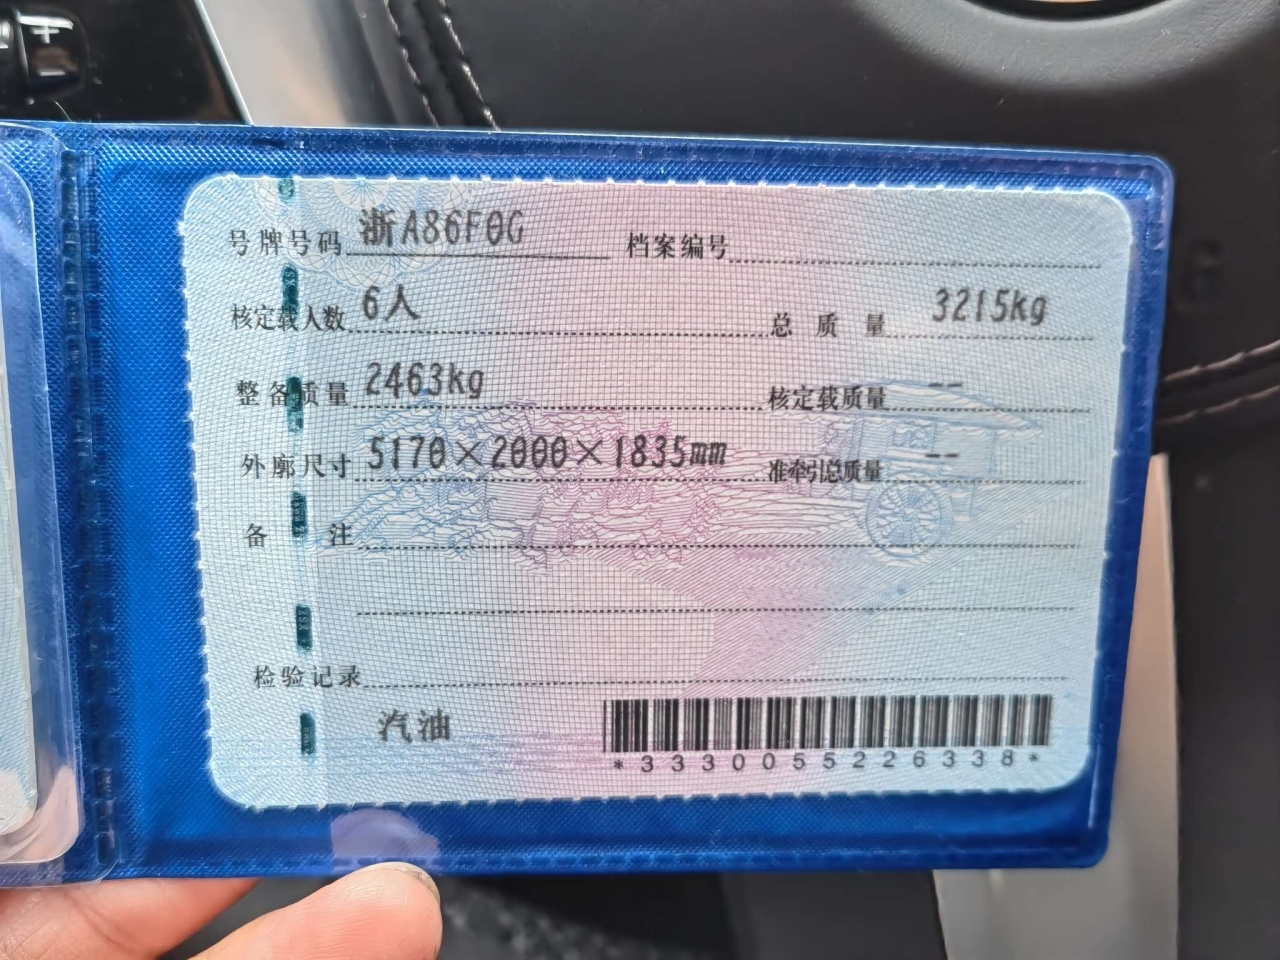 号牌号码 浙A86F0G 档案编号
核定载人数 6人 总质量 3215kg
整备质量 2463kg 核定载质量 --
外廓尺寸 5170×2000×1835mm 准牵引总质量 --
备注
检验记录
汽油
*3330055226338*